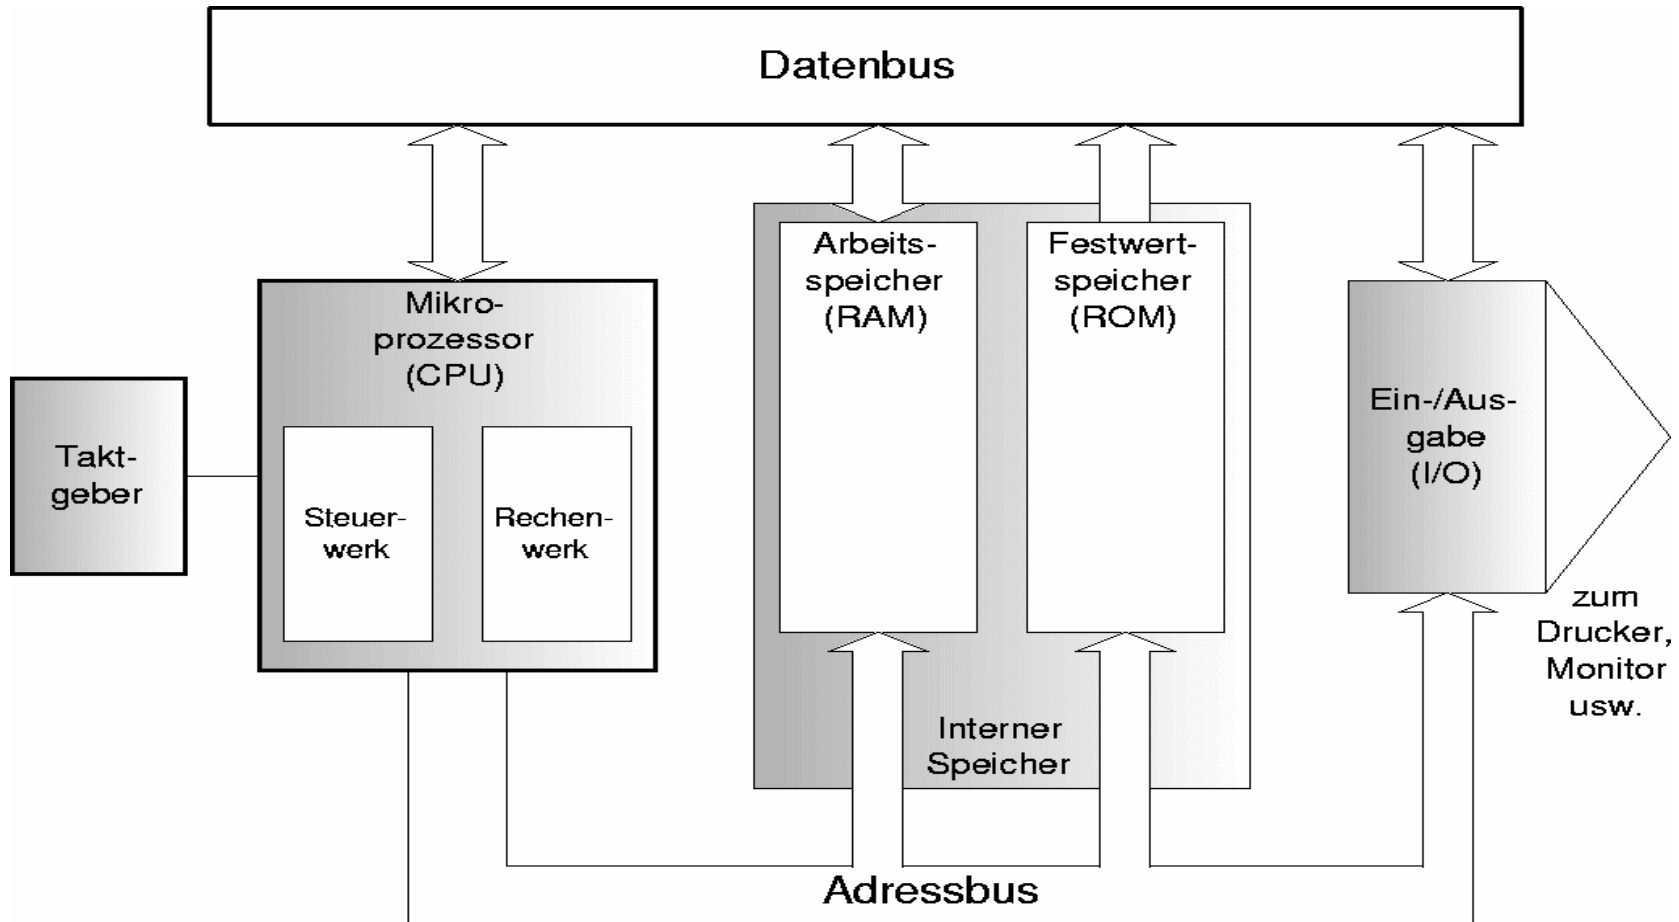 Datenbus
Mikro-
prozessor
(CPU)
Arbeits-
speicher
(RAM)
Festwert-
speicher
(ROM)
Ein-/Aus-
gabe
(I/O)
Takt-
geber
Steuer-
werk
Rechen-
werk
zum
Drucker,
Monitor
usw.
Interner
Speicher
Adressbus